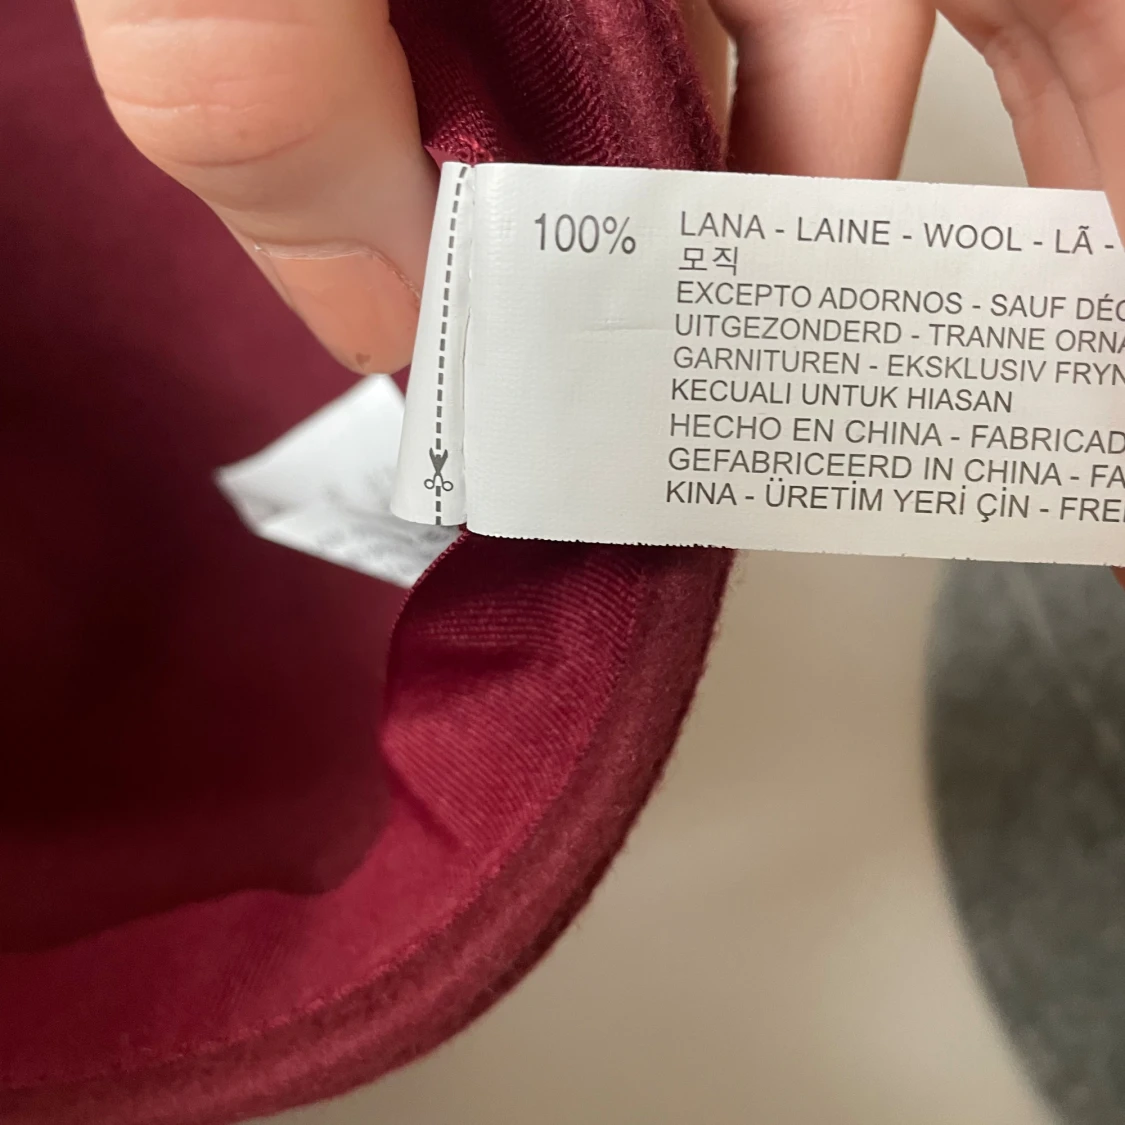 100% LANA - LAINE - WOOL - LÃ -
모직
EXCEPTO ADORNOS - SAUF
UITGEZONDERD - TRANNE
GARNITUREN - EKSKLUSIV
KECUALI UNTUK HIASAN
HECHO EN CHINA -
GEFABRICEERD IN CHINA -
KINA - ÜRETİM YERİ ÇİN -